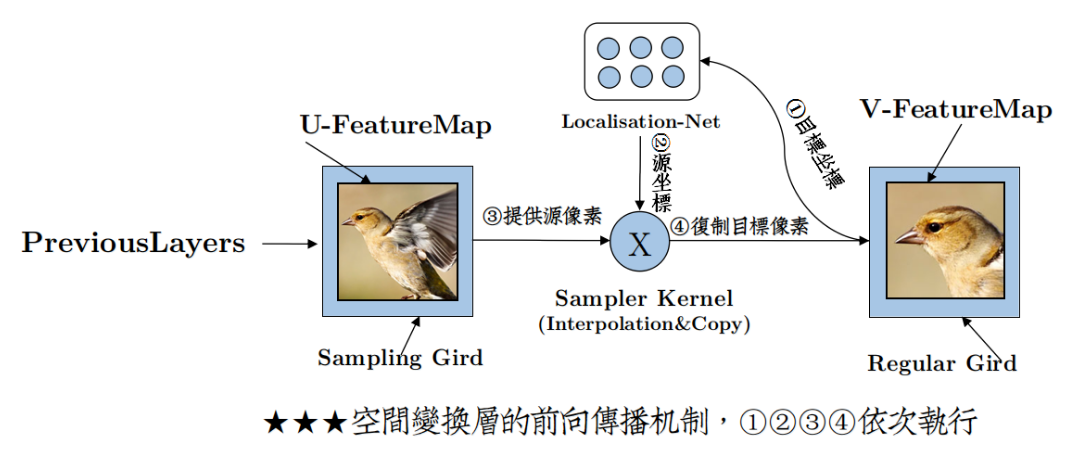 Localisation-Net
U-FeatureMap
V-FeatureMap
①目標坐標
②源坐標
③提供源像素
④復制目標像素
PreviousLayers
X
Sampler Kernel
(Interpolation&Copy)
Sampling Gird
Regular Gird
★★★空間變換層的前向傳播机制，①②③④依次執行